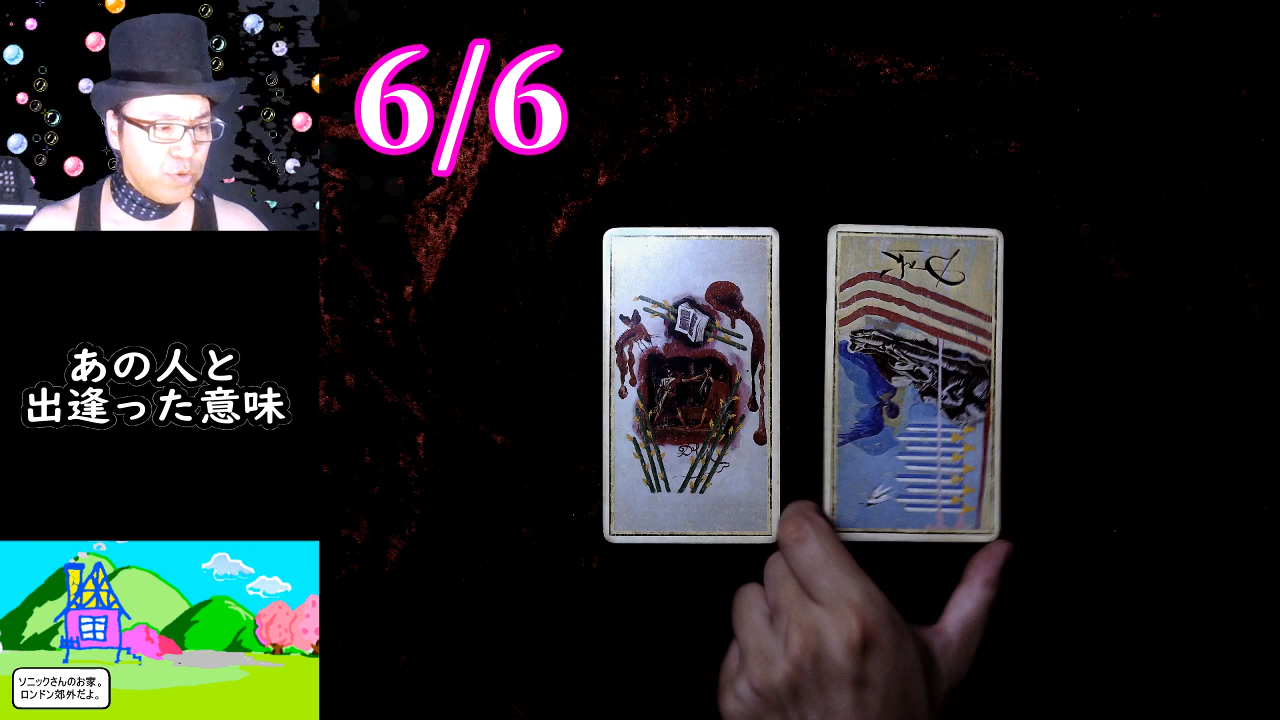 6/6
あの人と
出逢った意味
ソニックさんのお家。
ロンドン郊外だよ。